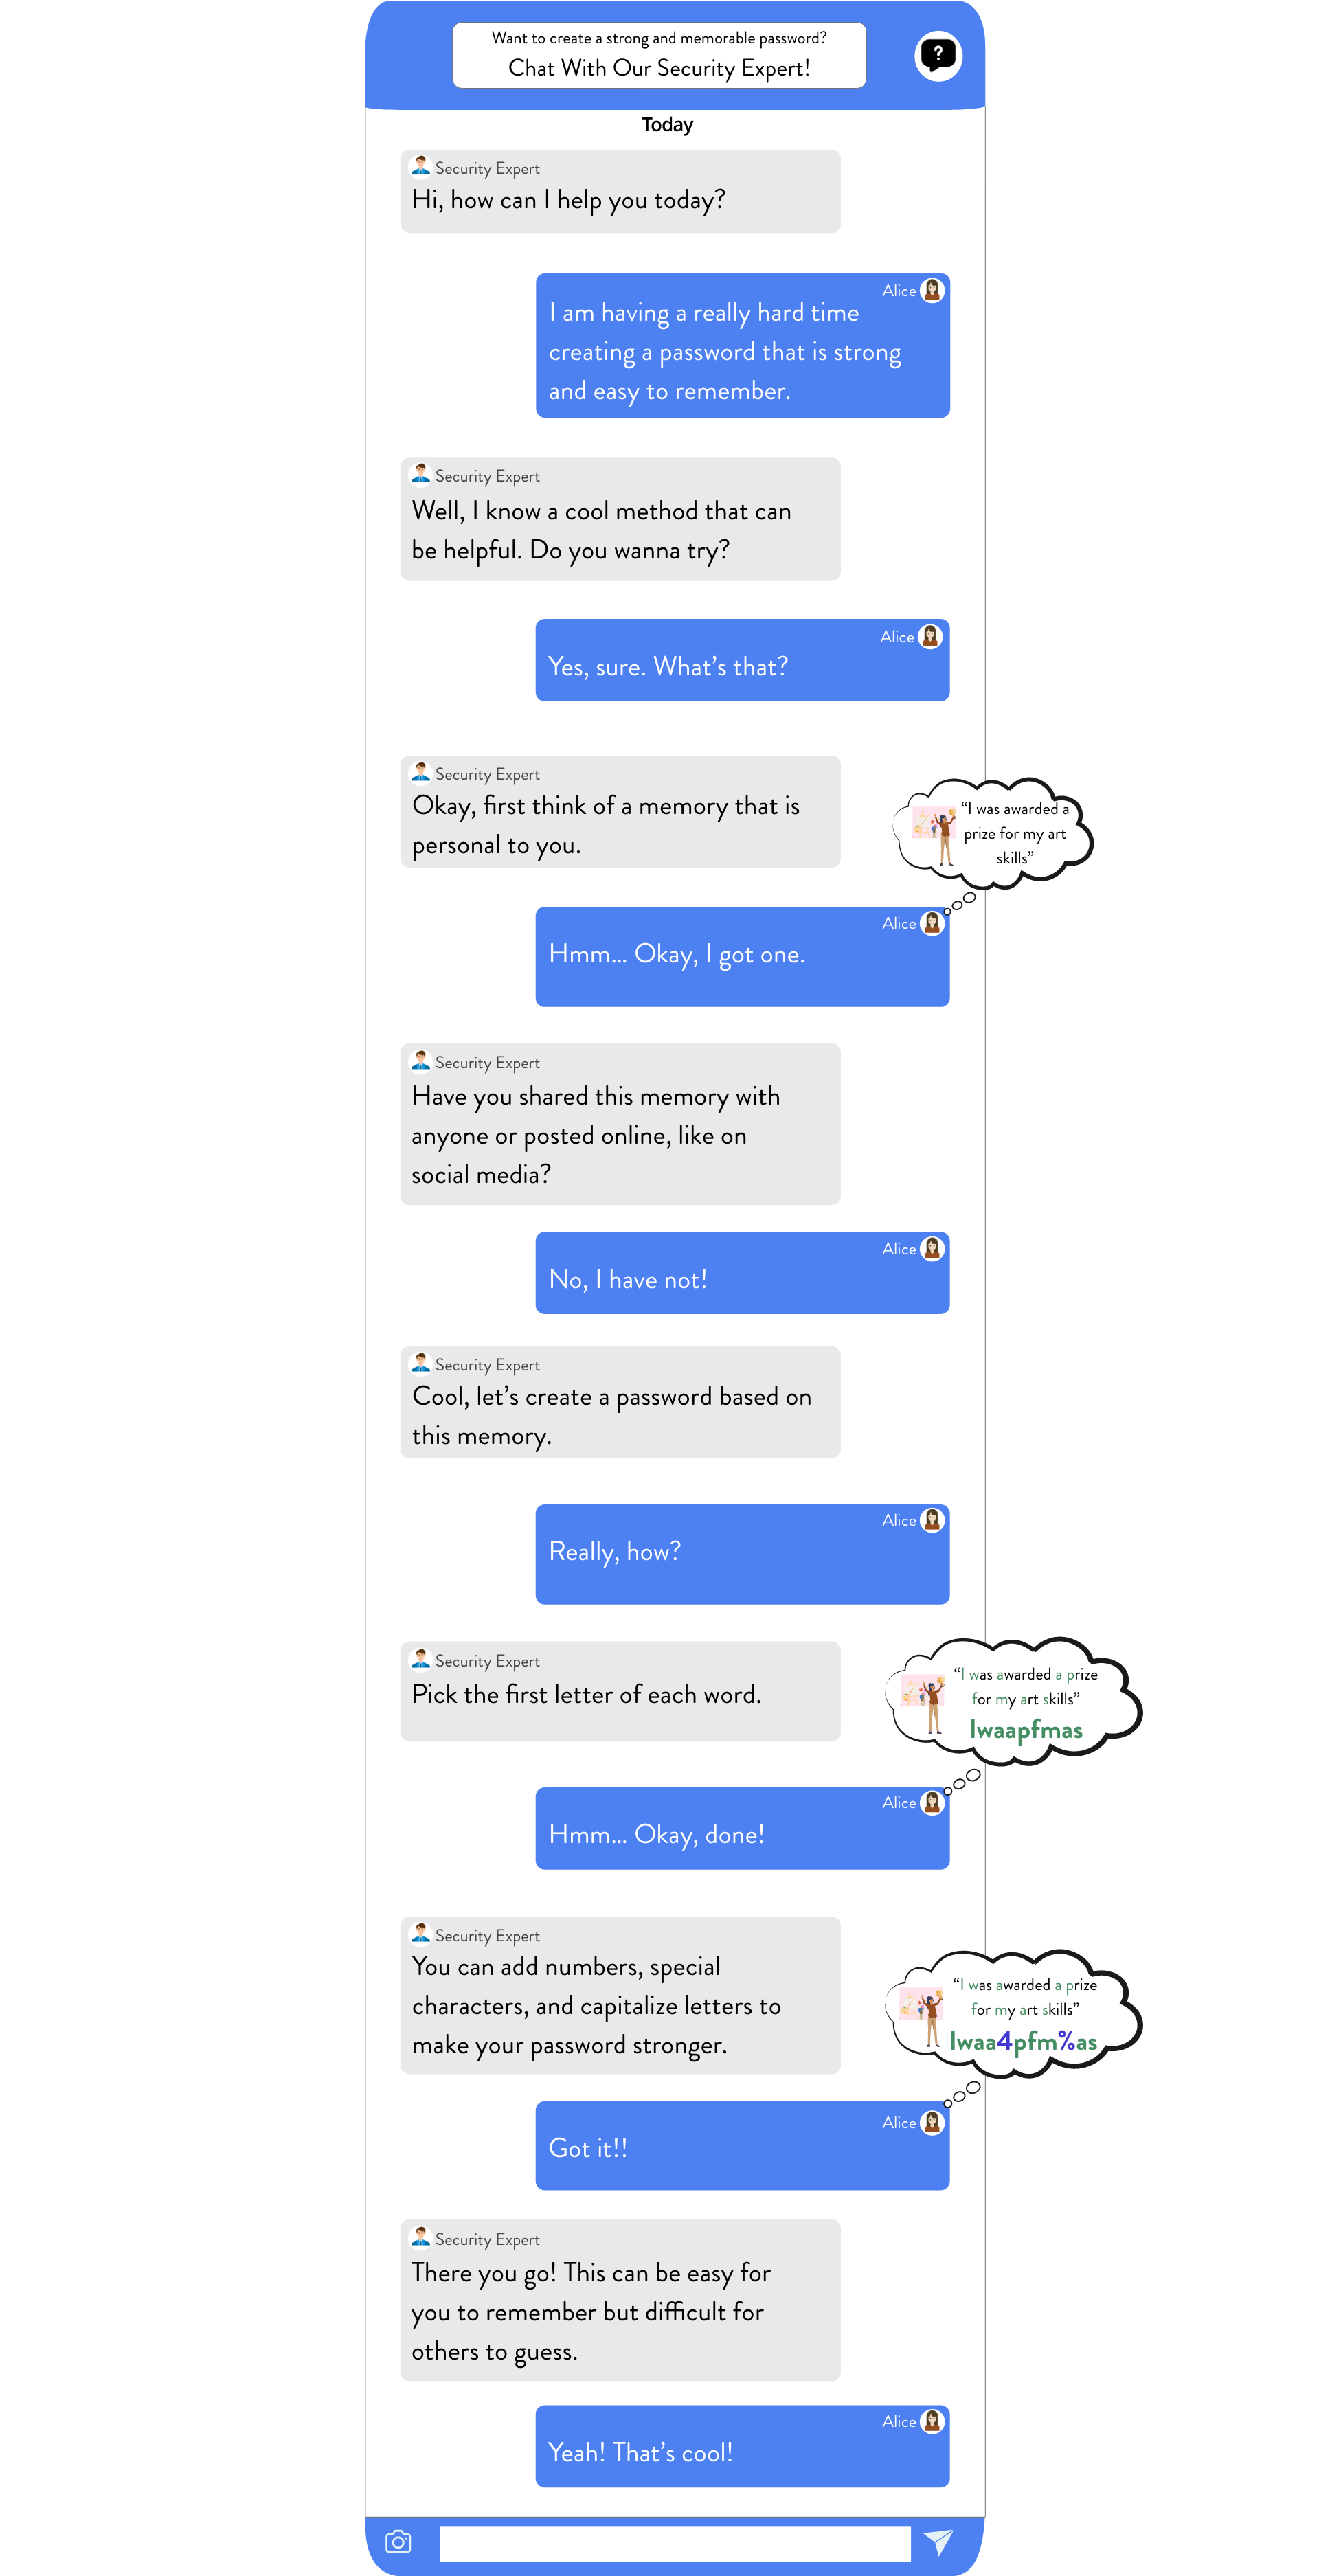 Want to create a strong and memorable password?
Chat With Our Security Expert!
?
Today
Security Expert
Hi, how can I help you today?
Alice
I am having a really hard time
creating a password that is strong
and easy to remember.
Security Expert
Well, I know a cool method that can
be helpful. Do you wanna try?
Alice
Yes, sure. What's that?
Security Expert
Okay, first think of a memory that is
personal to you.
“I was awarded a
prize for my art
skills”
Alice
Hmm... Okay, I got one.
Security Expert
Have you shared this memory with
anyone or posted online, like on
social media?
Alice
No, I have not!
Security Expert
Cool, let's create a password based on
this memory.
Alice
Really, how?
Security Expert
Pick the first letter of each word.
“I was awarded a prize
for my art skills”
Iwaapfmas
Alice
Hmm... Okay, done!
Security Expert
You can add numbers, special
characters, and capitalize letters to
make your password stronger.
“I was awarded a prize
for my art skills”
Iwaa4pfm%as
Alice
Got it!!
Security Expert
There you go! This can be easy for
you to remember but difficult for
others to guess.
Alice
Yeah! That's cool!